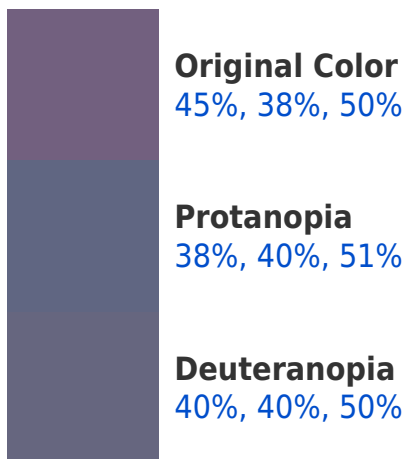 Original Color
45%, 38%, 50%
Protanopia
38%, 40%, 51%
Deuteranopia
40%, 40%, 50%